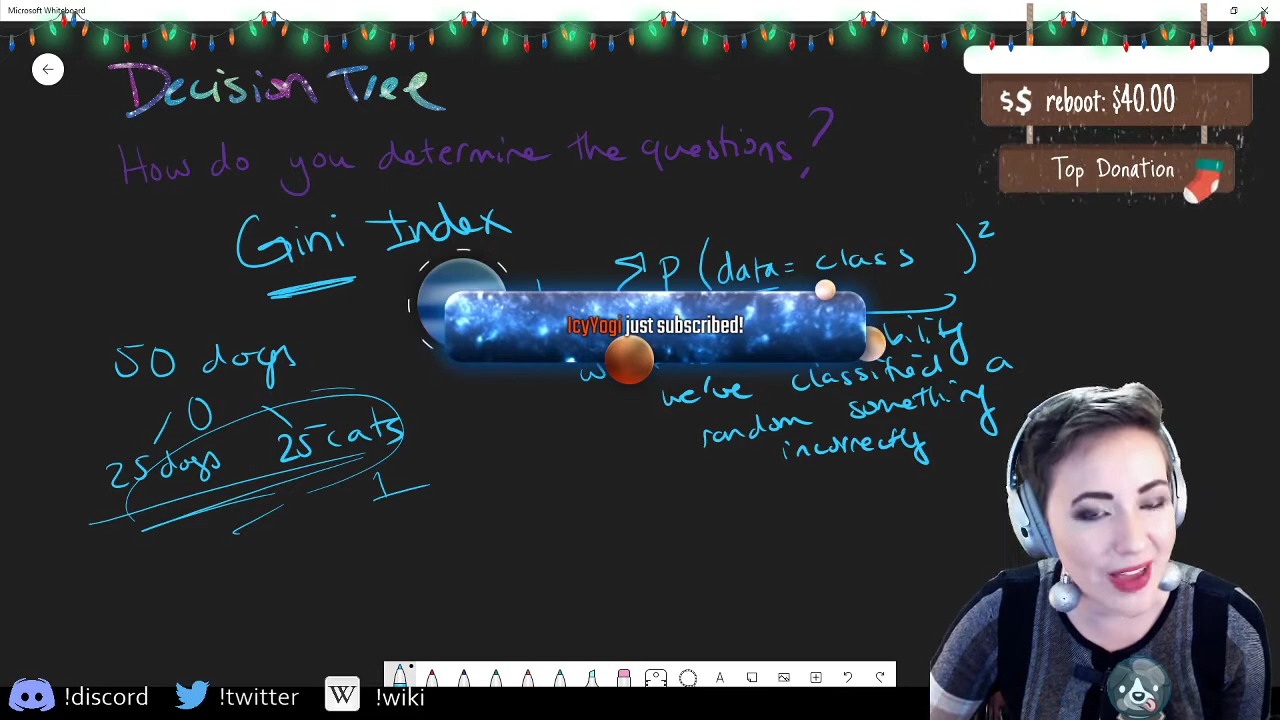 Microsoft Whiteboard
Decision Tree
$$ reboot: $40.00
Top Donation
How do you determine the questions?
Gini Index
P (data = class)²
IcyYogi just subscribed!
50 dogs
bility
we've classified a
random something
incorrectly
0
25 dogs 25 cats
1
A
!discord !twitter W !wiki